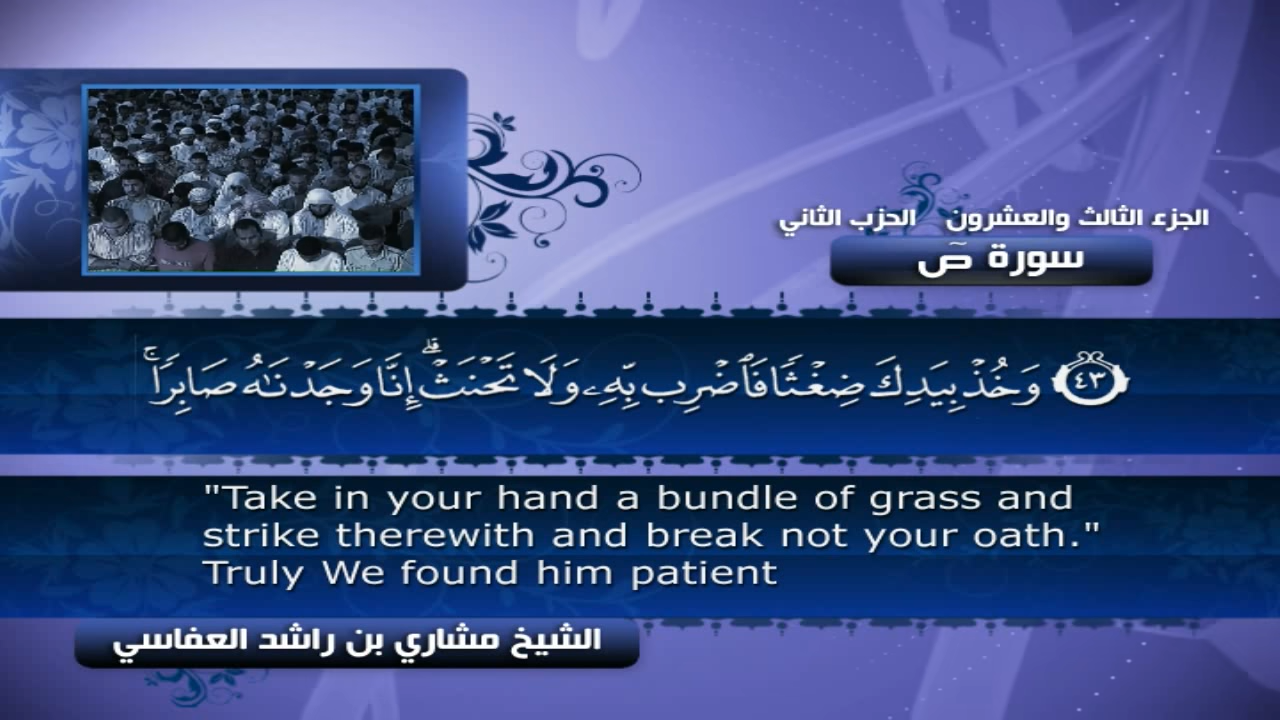 الجزء الثالث والعشرون الحزب الثاني
سورة صٓ
٤٣ وَخُذۡ بِيَدِكَ ضِغۡثٗا فَٱضۡرِب بِّهِۦ وَلَا تَحۡنَثۡۗ إِنَّا وَجَدۡنَٰهُ صَابِرٗاۚ
"Take in your hand a bundle of grass and
strike therewith and break not your oath."
Truly We found him patient
الشيخ مشاري بن راشد العفاسي